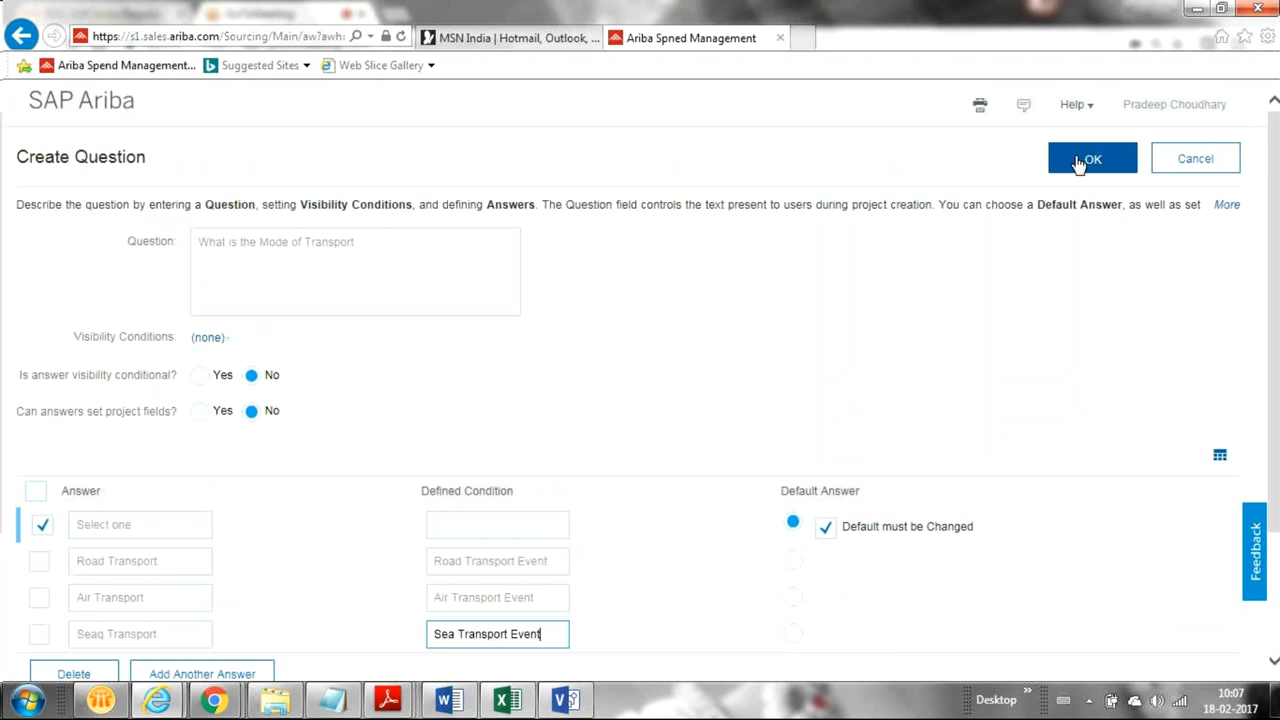 https://s1.sales.ariba.com/Sourcing/Main/aw?awh:
MSN India | Hotmail, Outlook, ...
Ariba Spned Management
Ariba Spend Management...
Suggested Sites
Web Slice Gallery
SAP Ariba
Help
Pradeep Choudhary
Create Question
OK
Cancel
Describe the question by entering a Question, setting Visibility Conditions, and defining Answers. The Question field controls the text present to users during project creation. You can choose a Default Answer, as well as set More
Question:
What is the Mode of Transport
Visibility Conditions:
(none)
Is answer visibility conditional?
Yes
No
Can answers set project fields?
Yes
No
Answer
Defined Condition
Default Answer
Select one
Default must be Changed
Road Transport
Road Transport Event
Air Transport
Air Transport Event
Seaq Transport
Sea Transport Event
Feedback
Delete
Add Another Answer
Desktop
10:07
18-02-2017